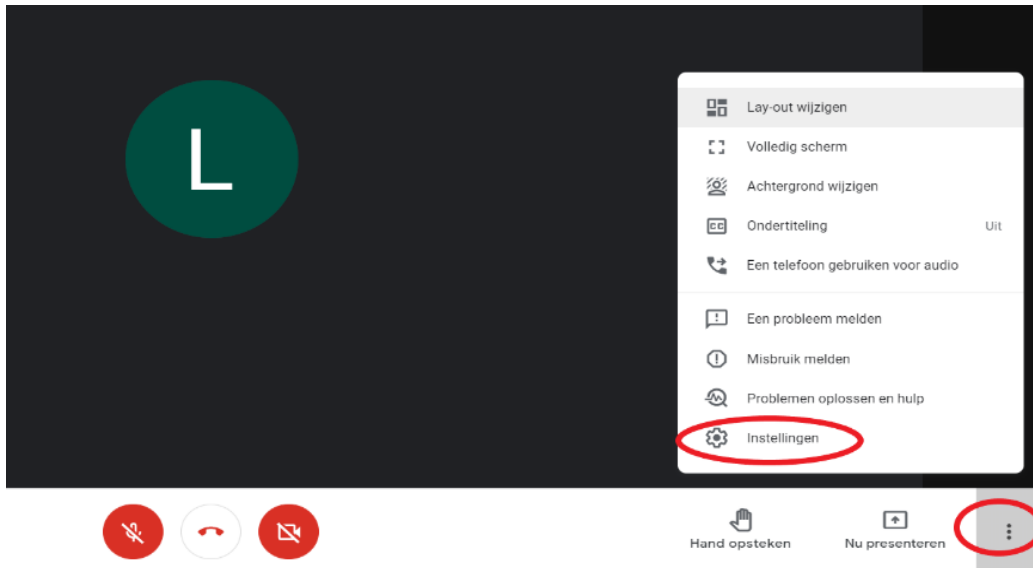 L
Lay-out wijzigen
Volledig scherm
Achtergrond wijzigen
CC Ondertiteling Uit
Een telefoon gebruiken voor audio
Een probleem melden
Misbruik melden
Problemen oplossen en hulp
Instellingen
Hand opsteken Nu presenteren